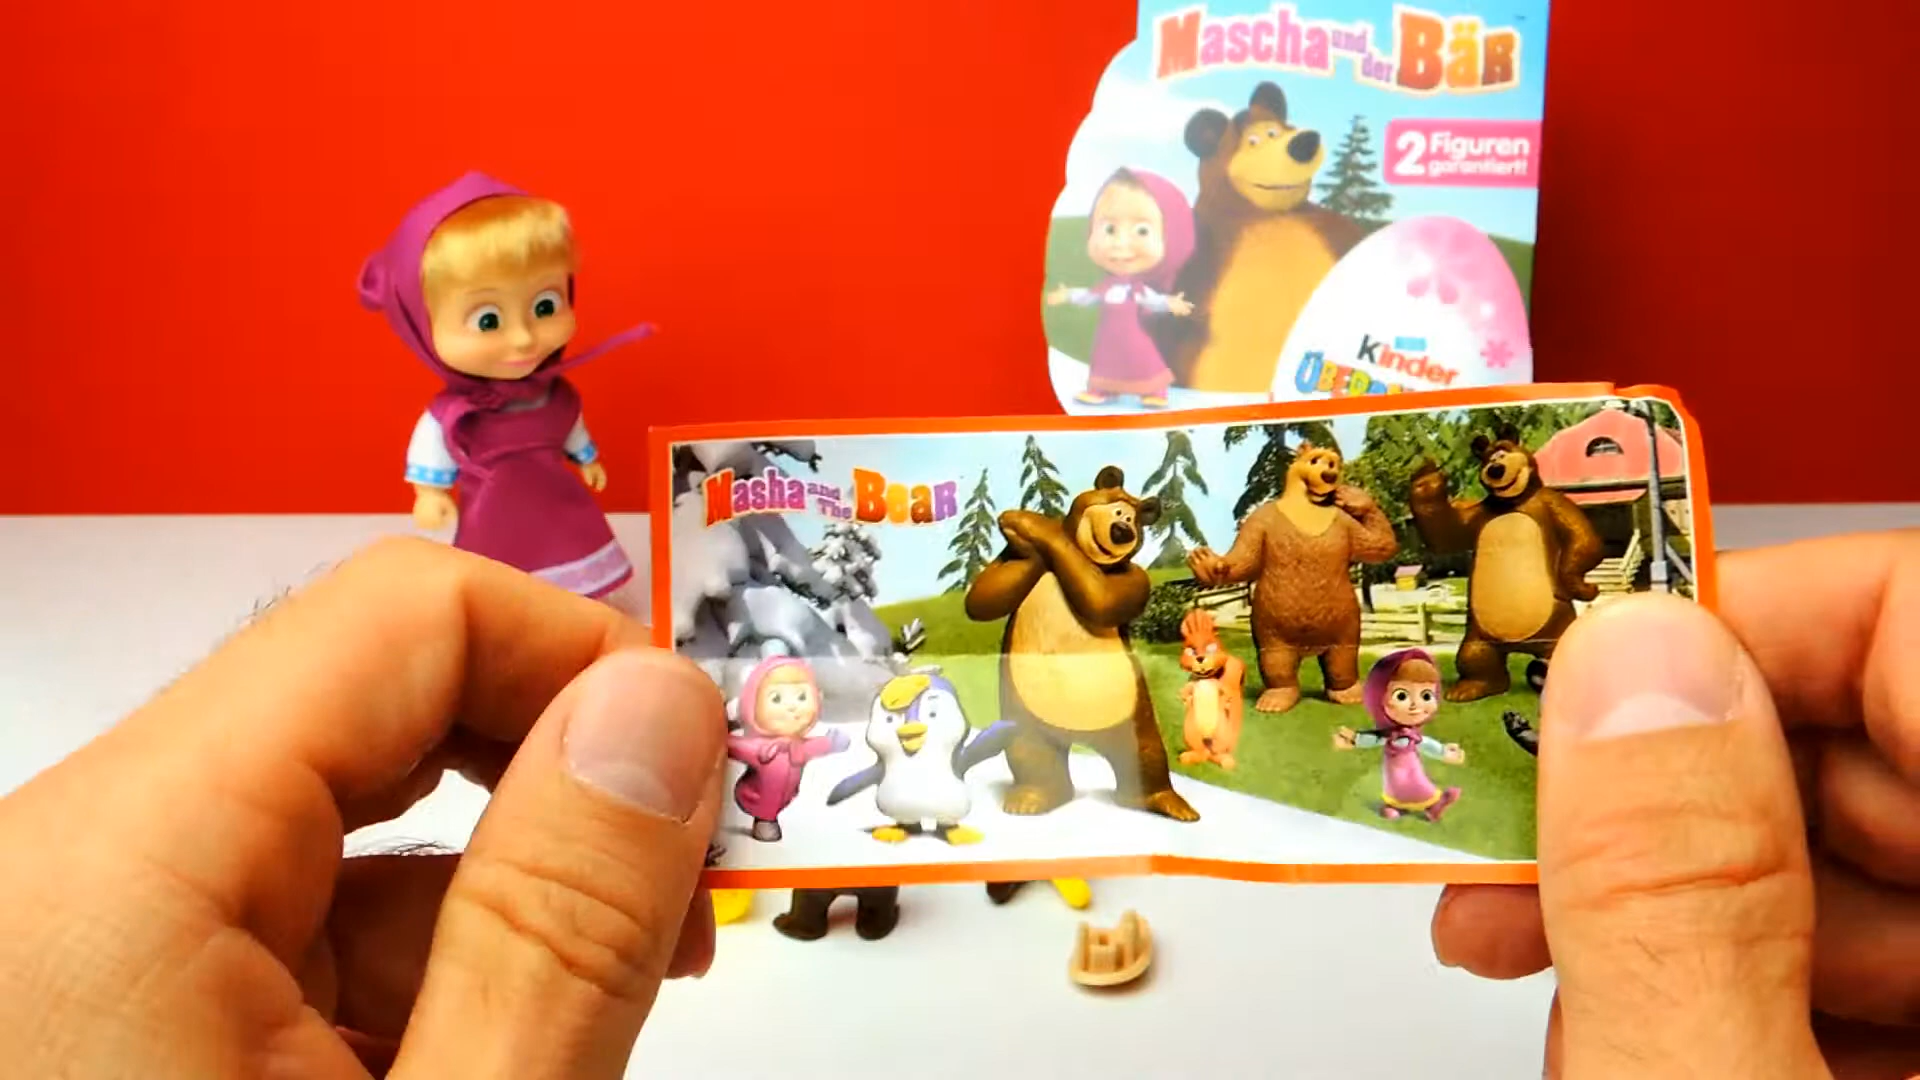 Mascha und der Bär
2 Figuren
garantiert!
Kinder
Masha and The Bear